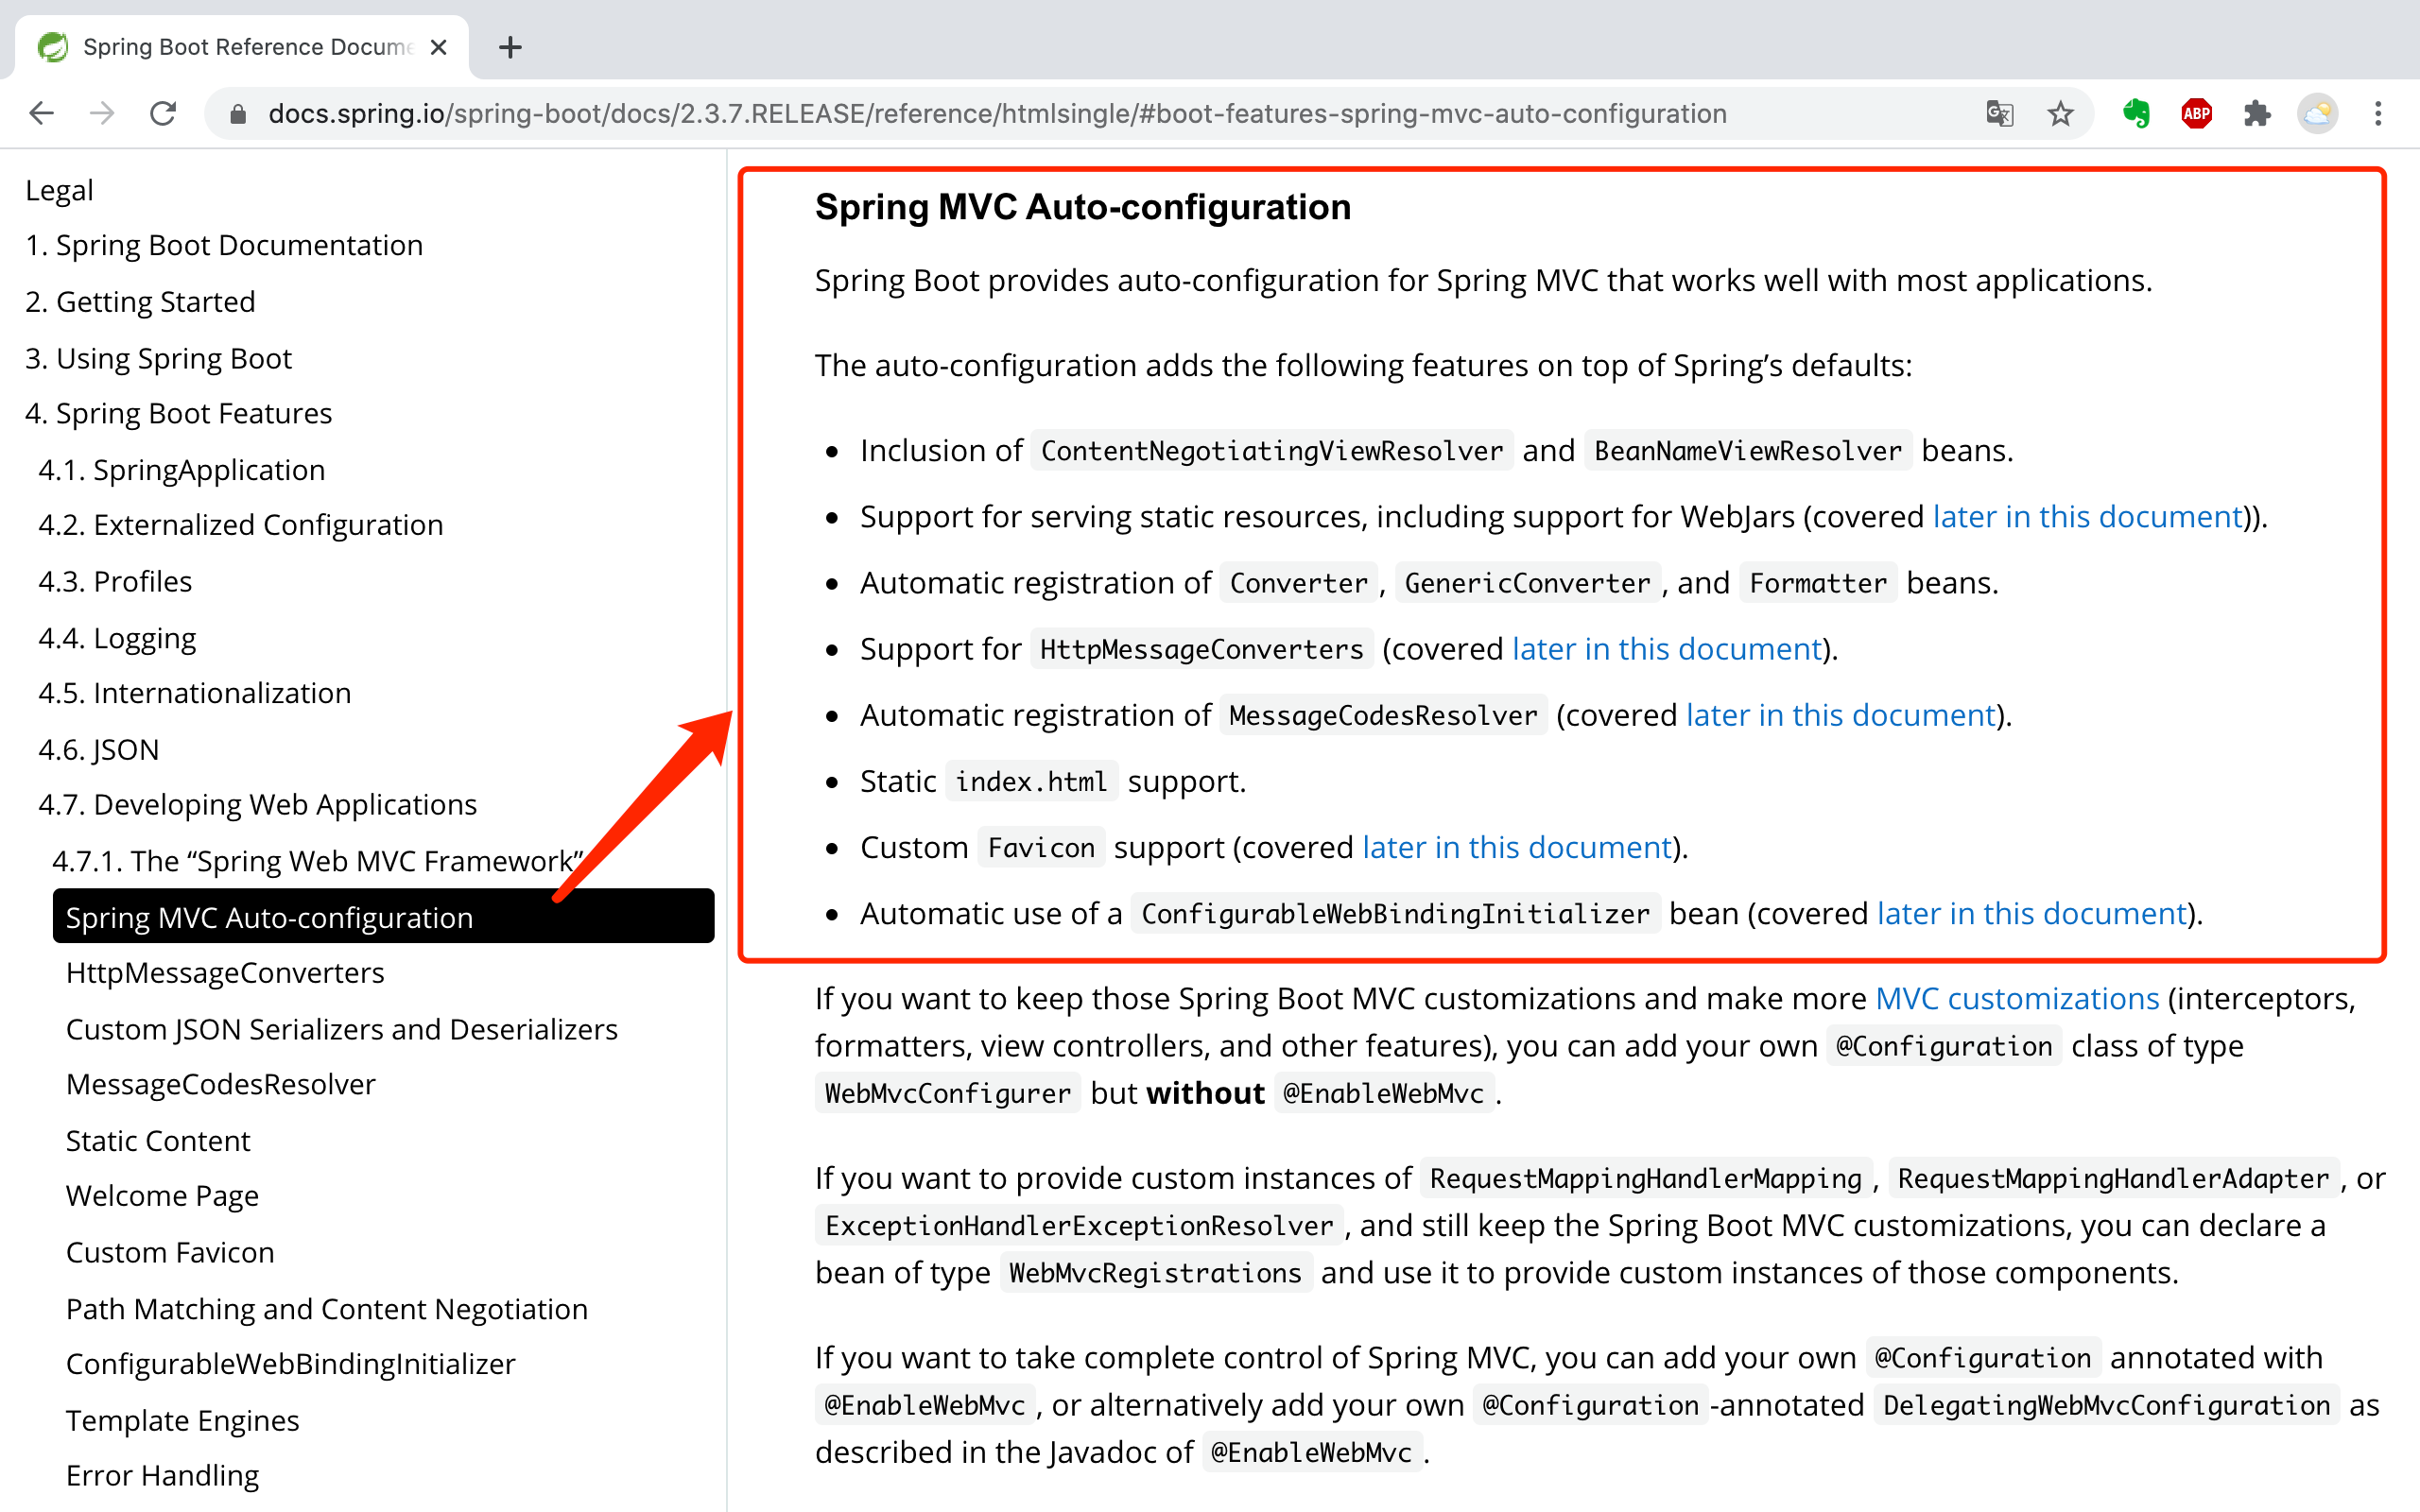 Spring Boot Reference Docume
docs.spring.io/spring-boot/docs/2.3.7.RELEASE/reference/htmlsingle/#boot-features-spring-mvc-auto-configuration
ABP
Legal
1. Spring Boot Documentation
2. Getting Started
3. Using Spring Boot
4. Spring Boot Features
4.1. SpringApplication
4.2. Externalized Configuration
4.3. Profiles
4.4. Logging
4.5. Internationalization
4.6. JSON
4.7. Developing Web Applications
4.7.1. The “Spring Web MVC Framework”
Spring MVC Auto-configuration
HttpMessageConverters
Custom JSON Serializers and Deserializers
MessageCodesResolver
Static Content
Welcome Page
Custom Favicon
Path Matching and Content Negotiation
ConfigurableWebBindingInitializer
Template Engines
Error Handling
Spring MVC Auto-configuration
Spring Boot provides auto-configuration for Spring MVC that works well with most applications.
The auto-configuration adds the following features on top of Spring’s defaults:
• Inclusion of ContentNegotiatingViewResolver and BeanNameViewResolver beans.
• Support for serving static resources, including support for WebJars (covered later in this document)).
• Automatic registration of Converter, GenericConverter, and Formatter beans.
• Support for HttpMessageConverters (covered later in this document).
• Automatic registration of MessageCodesResolver (covered later in this document).
• Static index.html support.
• Custom Favicon support (covered later in this document).
• Automatic use of a ConfigurableWebBindingInitializer bean (covered later in this document).
If you want to keep those Spring Boot MVC customizations and make more MVC customizations (interceptors,
formatters, view controllers, and other features), you can add your own @Configuration class of type
WebMvcConfigurer but without @EnableWebMvc.
If you want to provide custom instances of RequestMappingHandlerMapping, RequestMappingHandlerAdapter, or
ExceptionHandlerExceptionResolver, and still keep the Spring Boot MVC customizations, you can declare a
bean of type WebMvcRegistrations and use it to provide custom instances of those components.
If you want to take complete control of Spring MVC, you can add your own @Configuration annotated with
@EnableWebMvc, or alternatively add your own @Configuration-annotated DelegatingWebMvcConfiguration as
described in the Javadoc of @EnableWebMvc.